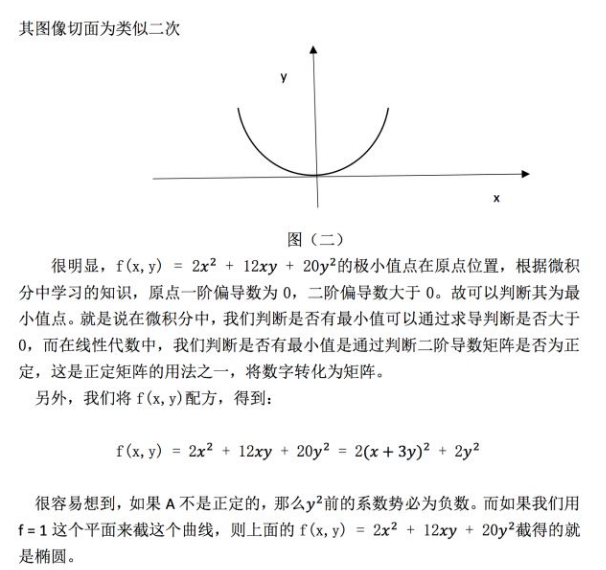 其图像切面为类似二次
y
x
图（二）
很明显，f(x,y) = 2x² + 12xy + 20y²的极小值点在原点位置，根据微积
分中学习的知识，原点一阶偏导数为 0，二阶偏导数大于 0。故可以判断其为最
小值点。就是说在微积分中，我们判断是否有最小值可以通过求导判断是否大于
0，而在线性代数中，我们判断是否有最小值是通过判断二阶导数矩阵是否为正
定，这是正定矩阵的用法之一，将数字转化为矩阵。
另外，我们将 f(x,y)配方，得到：
f(x,y) = 2x² + 12xy + 20y² = 2(x + 3y)² + 2y²
很容易想到，如果 A 不是正定的，那么y²前的系数势必为负数。而如果我们用
f = 1 这个平面来截这个曲线，则上面的 f(x,y) = 2x² + 12xy + 20y²截得的就
是椭圆。